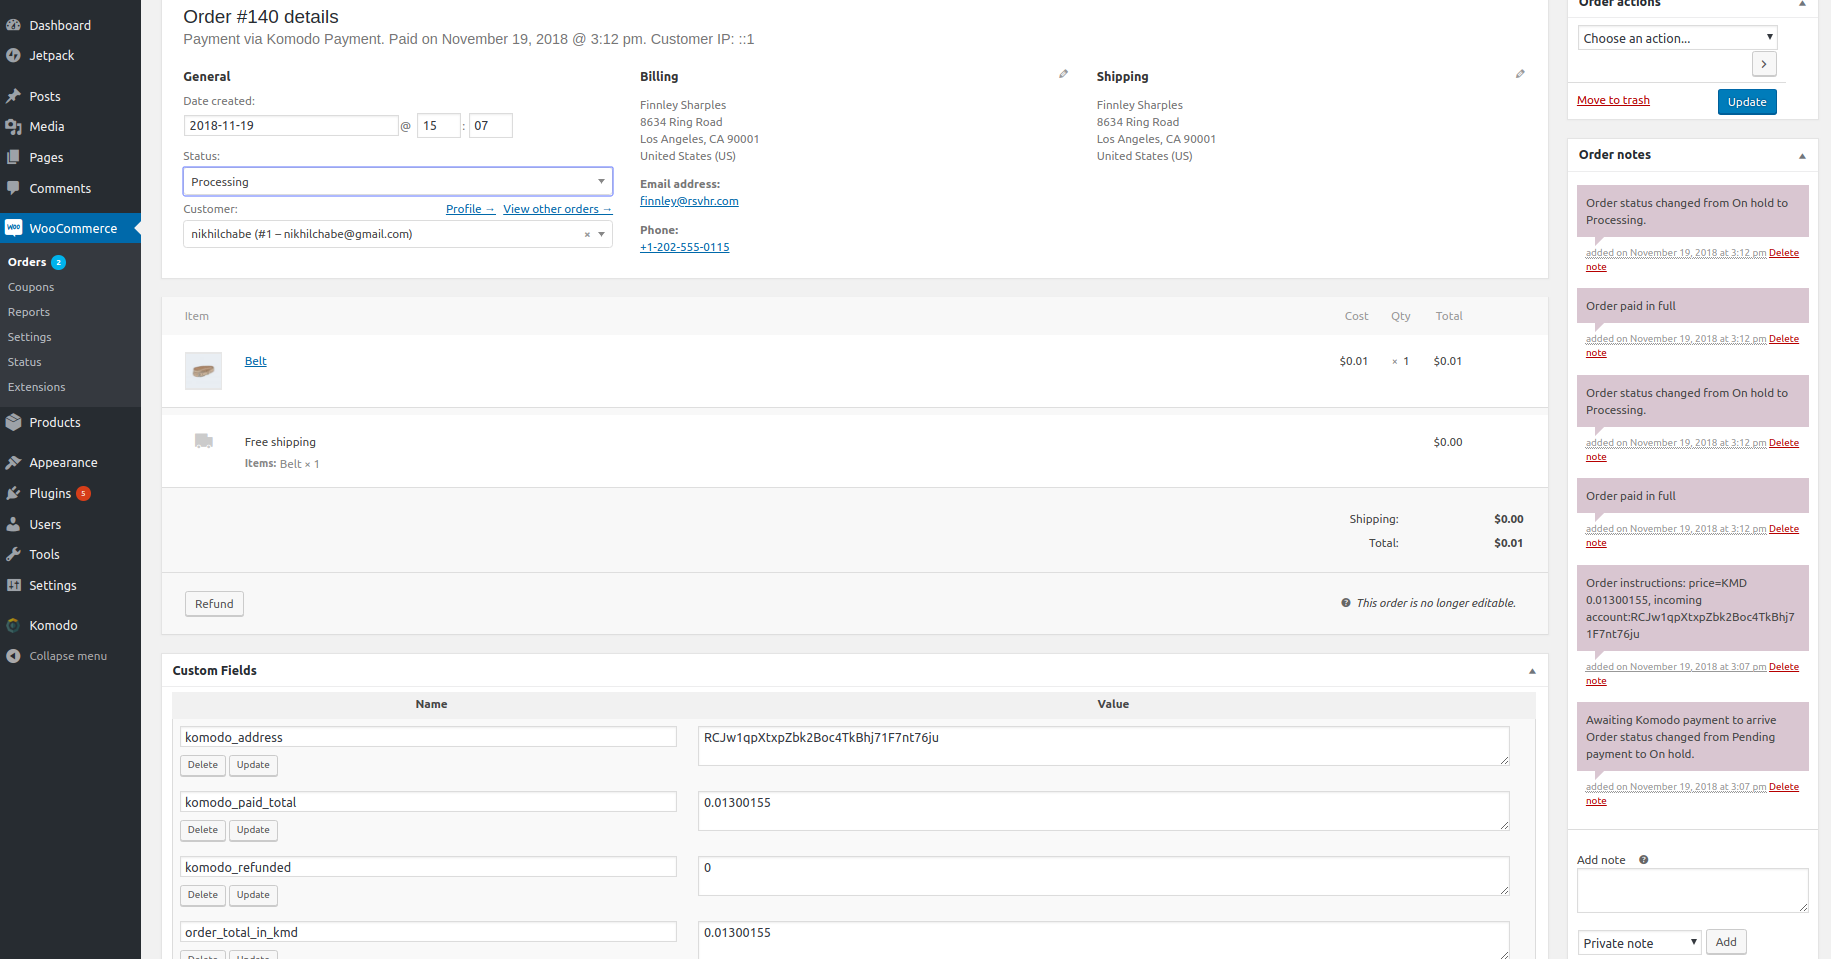 Dashboard
Jetpack
Posts
Media
Pages
Comments
WooCommerce
Orders 2
Coupons
Reports
Settings
Status
Extensions
Products
Appearance
Plugins 5
Users
Tools
Settings
Komodo
Collapse menu
Order #140 details
Payment via Komodo Payment. Paid on November 19, 2018 @ 3:12 pm. Customer IP: ::1
General
Date created:
2018-11-19 @ 15 : 07
Status:
Processing
Customer: Profile → View other orders →
nikhilchabe (#1 – nikhilchabe@gmail.com) ×
Billing
Finnley Sharples
8634 Ring Road
Los Angeles, CA 90001
United States (US)
Email address:
finnley@rsvhr.com
Phone:
+1-202-555-0115
Shipping
Finnley Sharples
8634 Ring Road
Los Angeles, CA 90001
United States (US)
Item Cost Qty Total
Belt $0.01 × 1 $0.01
Free shipping $0.00
Items: Belt × 1
Shipping: $0.00
Total: $0.01
Refund This order is no longer editable.
Custom Fields
Name Value
komodo_address RCJw1qpXtxpZbk2Boc4TkBhj71F7nt76ju
Delete Update
komodo_paid_total 0.01300155
Delete Update
komodo_refunded 0
Delete Update
order_total_in_kmd 0.01300155
Delete Update
Order actions
Choose an action...
Move to trash Update
Order notes
Order status changed from On hold to
Processing.
added on November 19, 2018 at 3:12 pm Delete
note
Order paid in full
added on November 19, 2018 at 3:12 pm Delete
note
Order status changed from On hold to
Processing.
added on November 19, 2018 at 3:12 pm Delete
note
Order paid in full
added on November 19, 2018 at 3:12 pm Delete
note
Order instructions: price=KMD
0.01300155, incoming
account:RCJw1qpXtxpZbk2Boc4TkBhj7
1F7nt76ju
added on November 19, 2018 at 3:07 pm Delete
note
Awaiting Komodo payment to arrive
Order status changed from Pending
payment to On hold.
added on November 19, 2018 at 3:07 pm Delete
note
Add note
Private note Add